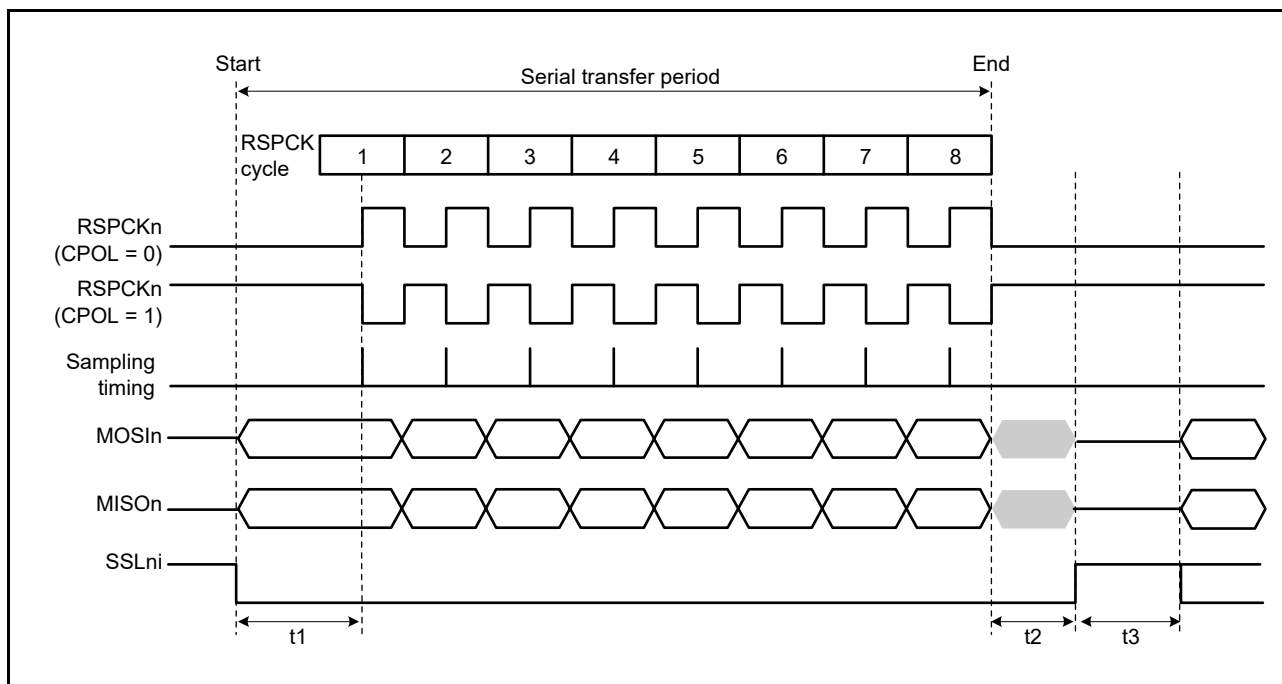 Start
Serial transfer period
End
RSPCK
cycle
1 2 3 4 5 6 7 8
RSPCKn
(CPOL = 0)
RSPCKn
(CPOL = 1)
Sampling
timing
MOSIn
MISOn
SSLni
t1
t2
t3